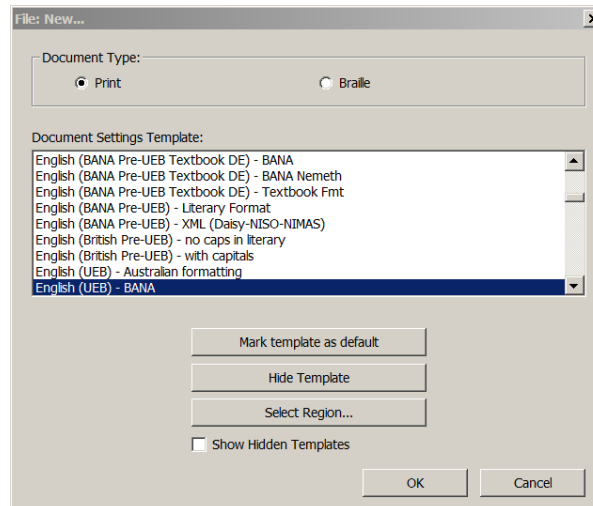 File: New...
Document Type:
Print Braille
Document Settings Template:
English (BANA Pre-UEB Textbook DE) - BANA
English (BANA Pre-UEB Textbook DE) - BANA Nemeth
English (BANA Pre-UEB Textbook DE) - Textbook Fmt
English (BANA Pre-UEB) - Literary Format
English (BANA Pre-UEB) - XML (Daisy-NISO-NIMAS)
English (British Pre-UEB) - no caps in literary
English (British Pre-UEB) - with capitals
English (UEB) - Australian formatting
English (UEB) - BANA
Mark template as default
Hide Template
Select Region...
Show Hidden Templates
OK Cancel